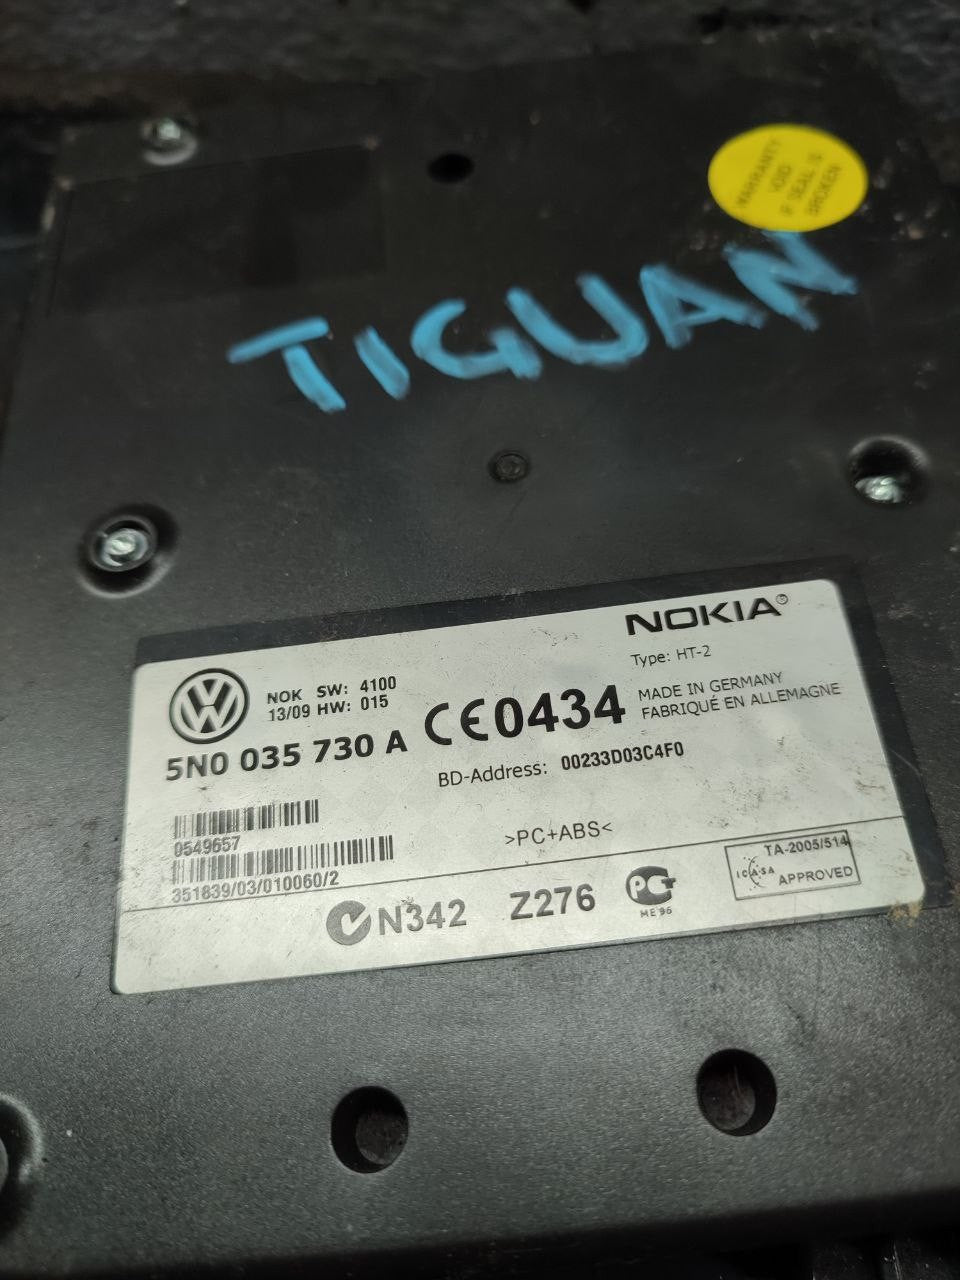 WARRANTY
VOID
IF SEAL IS
BROKEN
TIGUAN
NOKIA®
Type: HT-2
NOK SW: 4100
13/09 HW: 015
CE0434
MADE IN GERMANY
FABRIQUÉ EN ALLEMAGNE
5N0 035 730 A
BD-Address: 00233D03C4F0
0549657
>PC+ABS<
351839/03/010060/2
N342
Z276
PG
ME96
TA-2005/514
ICASA
APPROVED